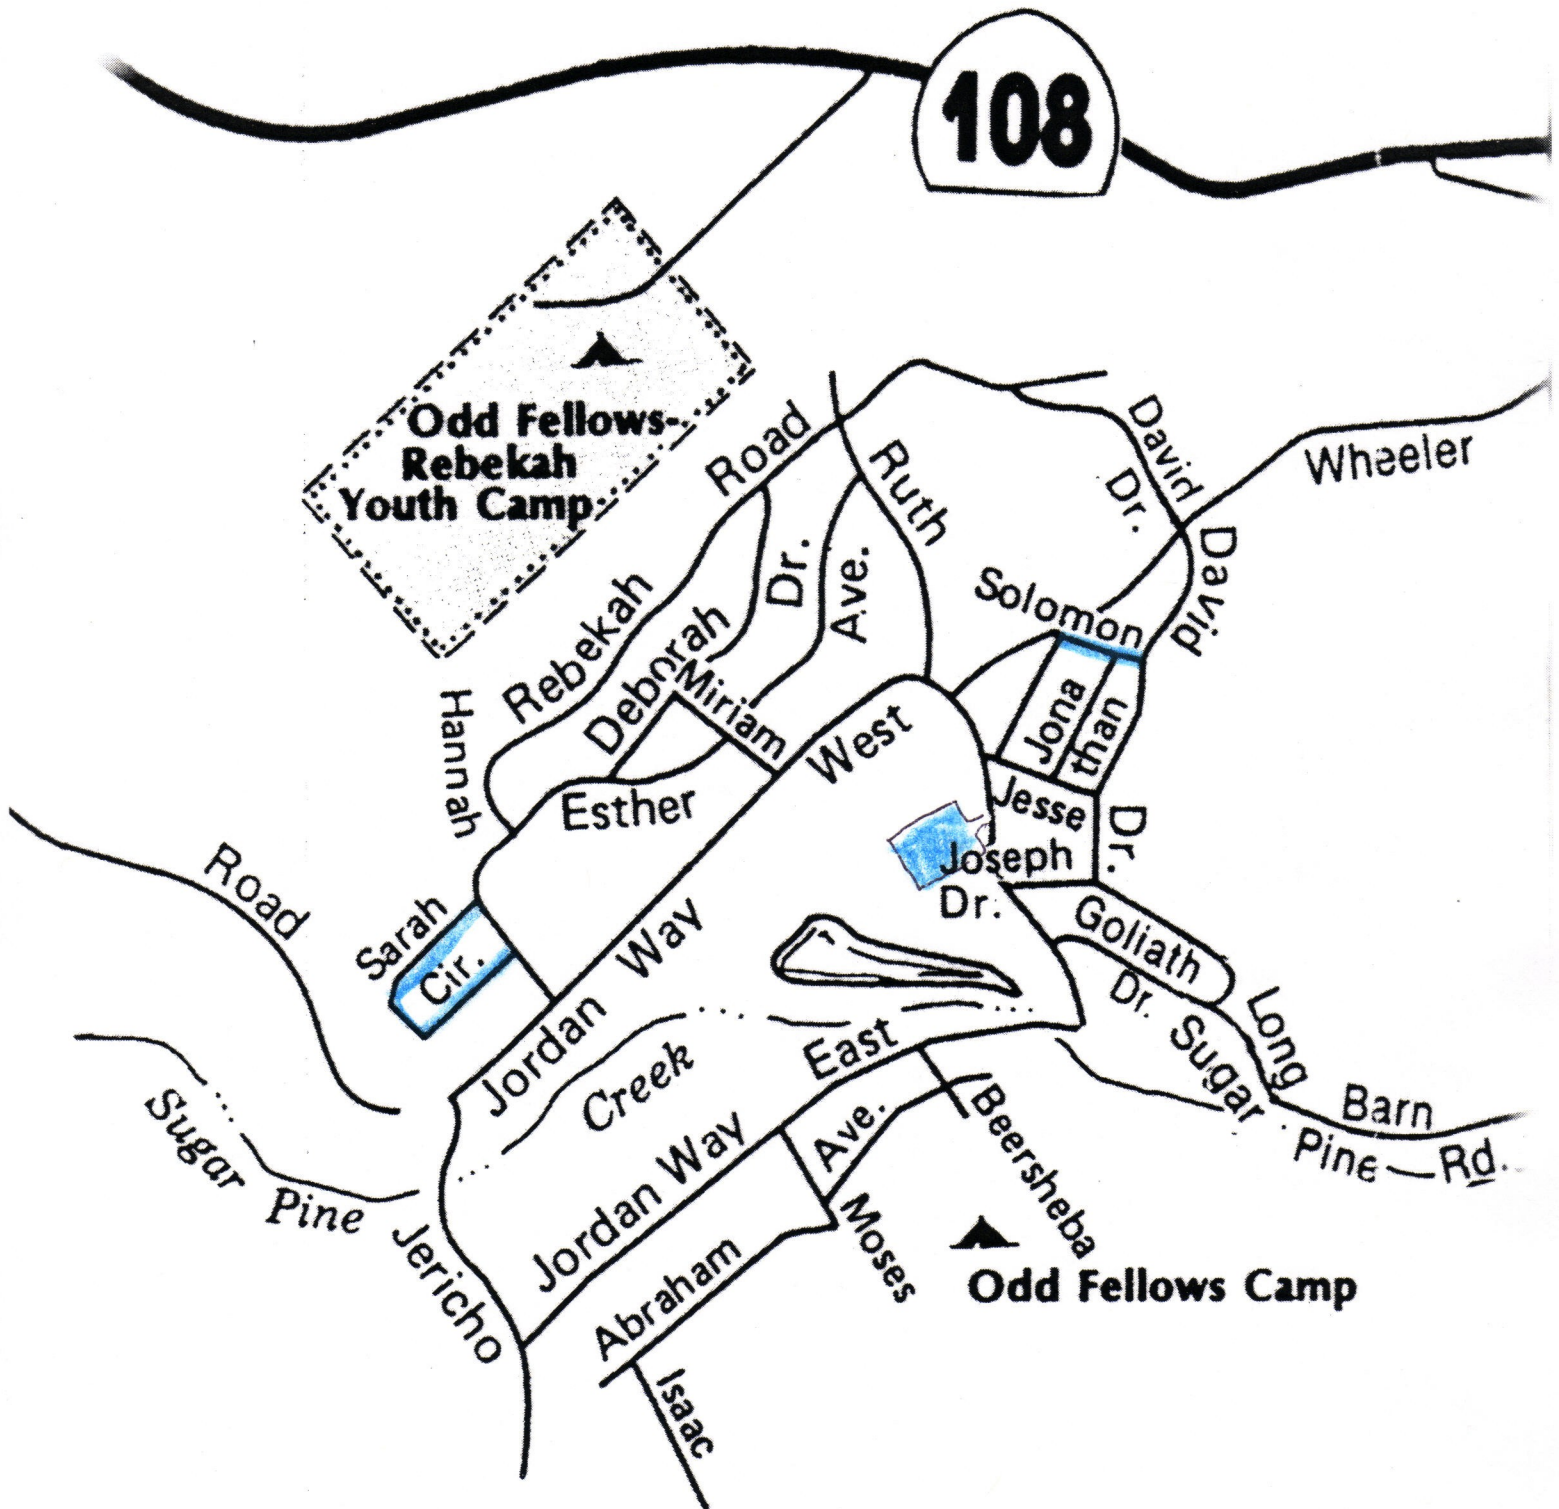 108
Odd Fellows-
Rebekah
Youth Camp
Rebekah Road
Ruth
David
Dr.
Wheeler
David
Dr.
Solomon
Deborah Dr.
Miriam
Ave.
Hannah
Esther
West
Jona
than
Jesse
Dr.
Joseph
Dr.
Road
Sarah
Cir.
Jordan Way
Goliath
Dr.
Long
Barn
Sugar
Pine Rd.
Creek
East
Sugar
Pine
Jericho
Jordan Way
Ave.
Beersheba
Moses
Abraham
Isaac
Odd Fellows Camp